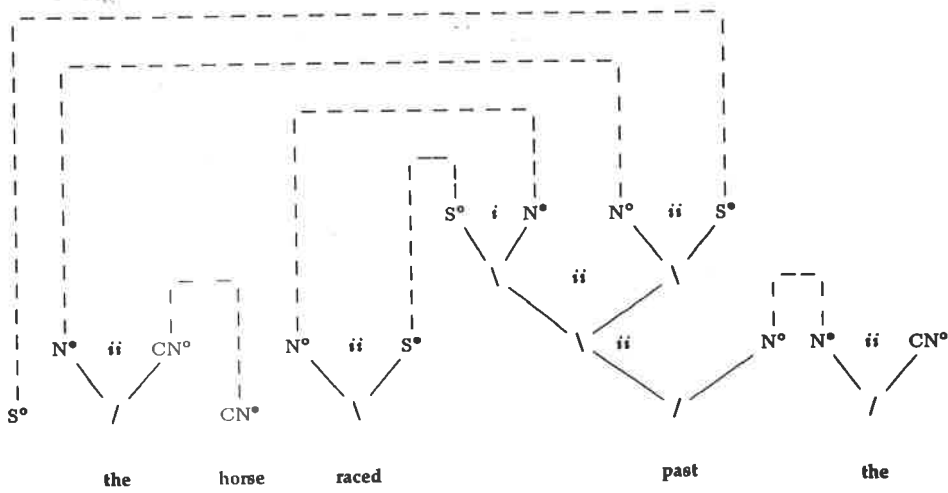 S° i N• N° ii S•
\ ii \
N• ii CN° N° ii S• \ ii N° N• ii CN°
S° / CN• \ / /
the horse raced past the